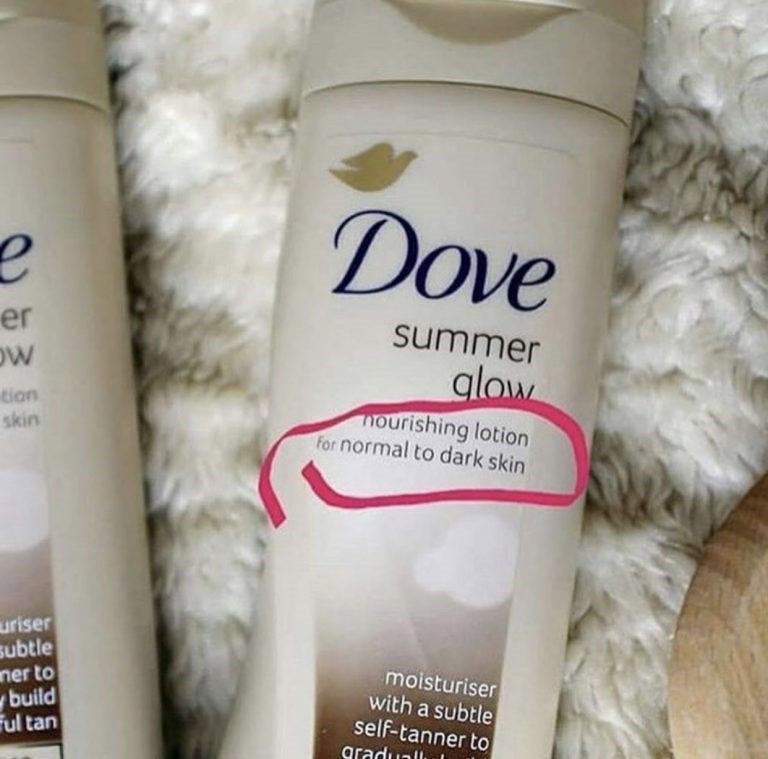 Dove
summer
glow
nourishing lotion
for normal to dark skin
moisturiser
with a subtle
self-tanner to
e
er
ow
tion
skin
uriser
subtle
ner to
y build
ful tan